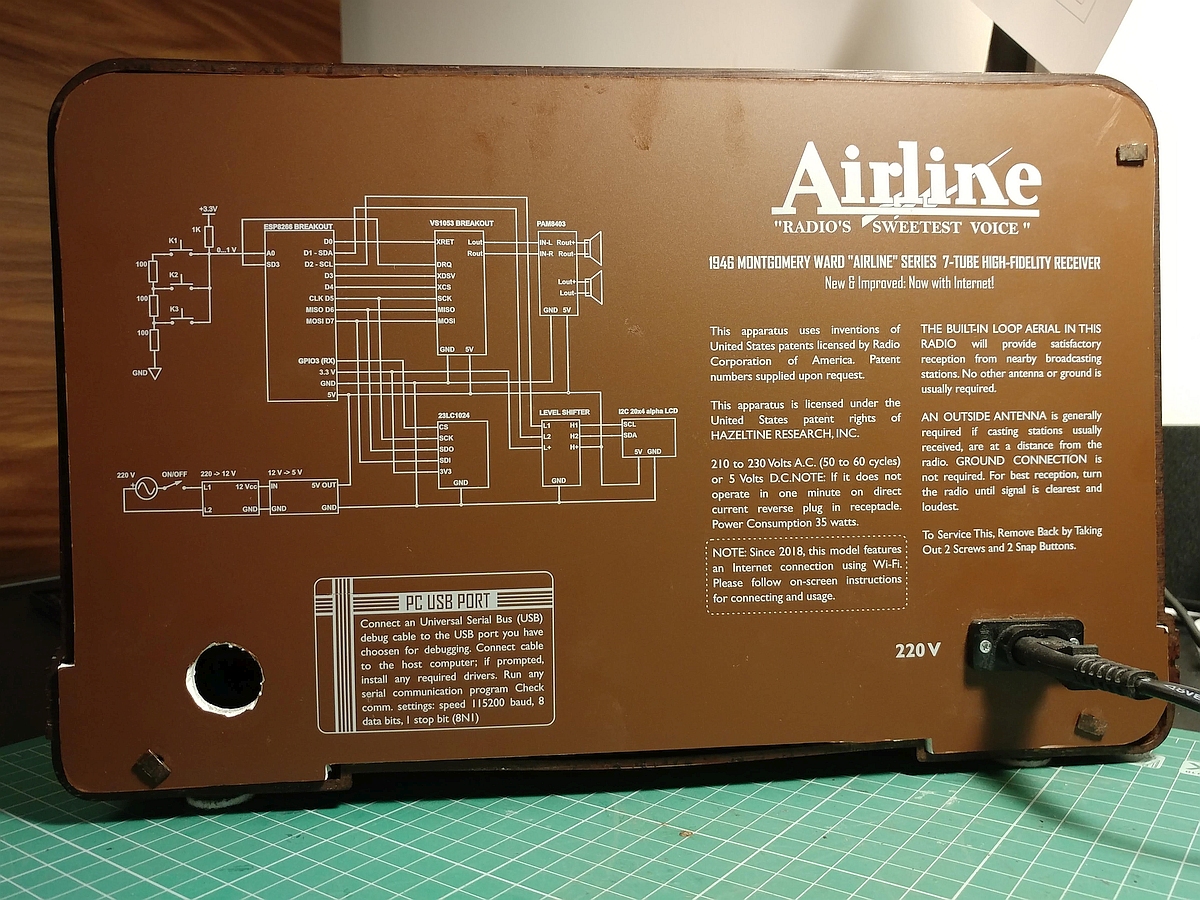 Airline
"RADIO'S SWEETEST VOICE"
1946 MONTGOMERY WARD "AIRLINE" SERIES 7-TUBE HIGH-FIDELITY RECEIVER
New & Improved: Now with Internet!
This apparatus uses inventions of
United States patents licensed by Radio
Corporation of America. Patent
numbers supplied upon request.
This apparatus is licensed under the
United States patent rights of
HAZELTINE RESEARCH, INC.
210 to 230 Volts A.C. (50 to 60 cycles)
or 5 Volts D.C.NOTE: If it does not
operate in one minute on direct
current reverse plug in receptacle.
Power Consumption 35 watts.
NOTE: Since 2018, this model features
an Internet connection using Wi-Fi.
Please follow on-screen instructions
for connecting and usage.
THE BUILT-IN LOOP AERIAL IN THIS
RADIO will provide satisfactory
reception from nearby broadcasting
stations. No other antenna or ground is
usually required.
AN OUTSIDE ANTENNA is generally
required if casting stations usually
received, are at a distance from the
radio. GROUND CONNECTION is
not required. For best reception, turn
the radio until signal is clearest and
loudest.
To Service This, Remove Back by Taking
Out 2 Screws and 2 Snap Buttons.
220 V
+3.3V
1K
K1
0...1 V
100
K2
100
K3
100
GND
ESP8266 BREAKOUT
A0
SD3
D0
D1 - SDA
D2 - SCL
D3
D4
CLK D5
MISO D6
MOSI D7
GPIO3 (RX)
3.3 V
GND
5V
VS1053 BREAKOUT
XRET
DRQ
XDSV
XCS
SCK
MISO
MOSI
Lout
Rout
GND 5V
PAM8403
IN-L Rout+
IN-R Rout-
Lout+
Lout-
GND 5V
23LC1024
CS
SCK
SDO
SDI
3V3
GND
LEVEL SHIFTER
L1 H1
L2 H2
L+ H+
GND
I2C 20x4 alpha LCD
SCL
SDA
5V GND
220 V
ON/OFF
220 -> 12 V
L1 12 Vcc
L2 GND
12 V -> 5 V
IN 5V OUT
GND GND
PC USB PORT
Connect an Universal Serial Bus (USB)
debug cable to the USB port you have
choosen for debugging. Connect cable
to the host computer; if prompted,
install any required drivers. Run any
serial communication program Check
comm. settings: speed 115200 baud, 8
data bits, 1 stop bit (8N1)